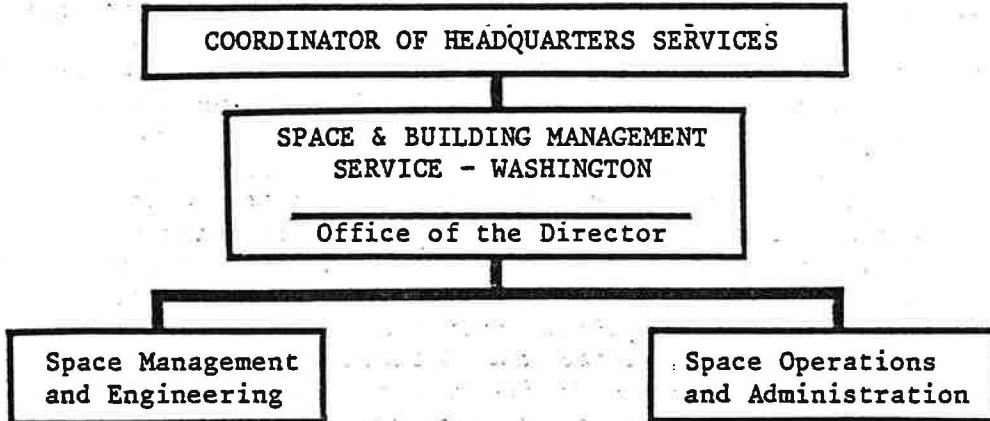 COORDINATOR OF HEADQUARTERS SERVICES
SPACE & BUILDING MANAGEMENT
SERVICE - WASHINGTON
Office of the Director
Space Management
and Engineering
Space Operations
and Administration